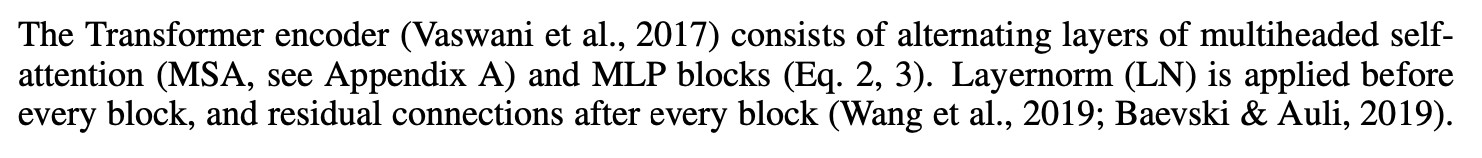 The Transformer encoder (Vaswani et al., 2017) consists of alternating layers of multiheaded self-
attention (MSA, see Appendix A) and MLP blocks (Eq. 2, 3). Layernorm (LN) is applied before
every block, and residual connections after every block (Wang et al., 2019; Baevski & Auli, 2019).